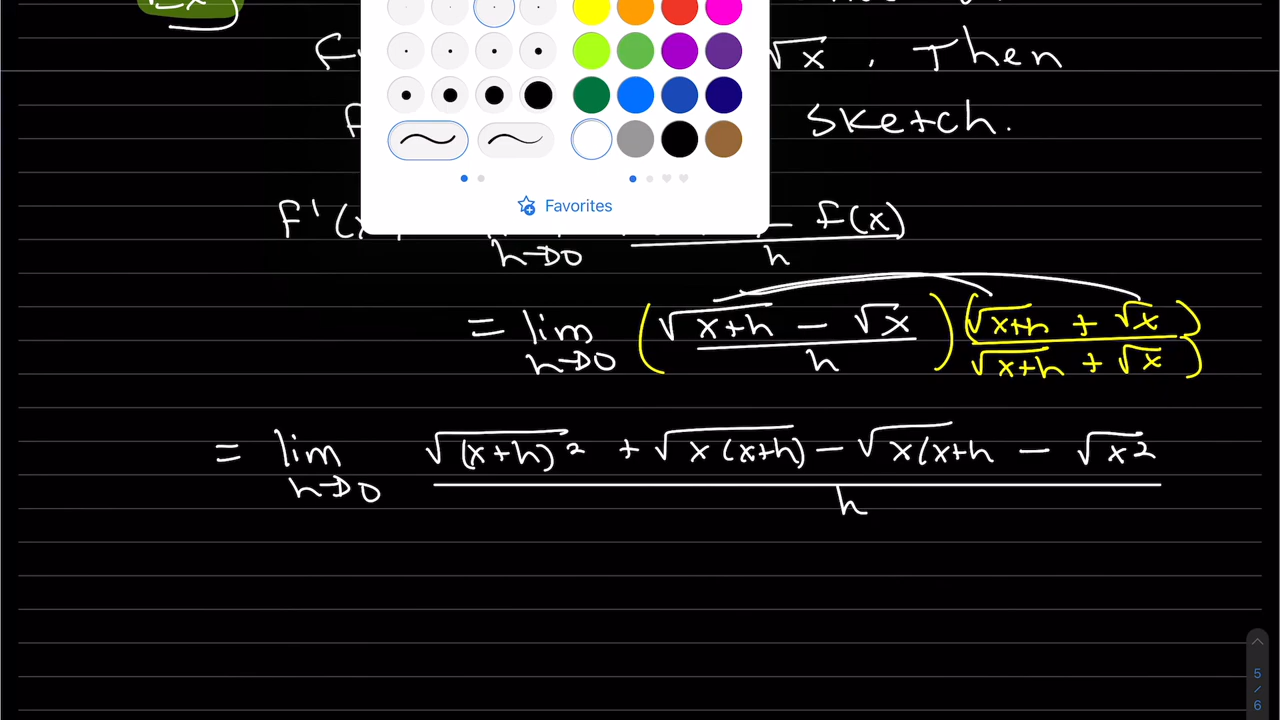 √x . Then
sketch.
Favorites
f'(x
f(x)
h→0 h
= lim (√x+h − √x) (√x+h + √x)
h→0 h √x+h + √x
= lim √(x+h)² + √x(x+h) − √x(x+h − √x²
h→0 h
5
/
6